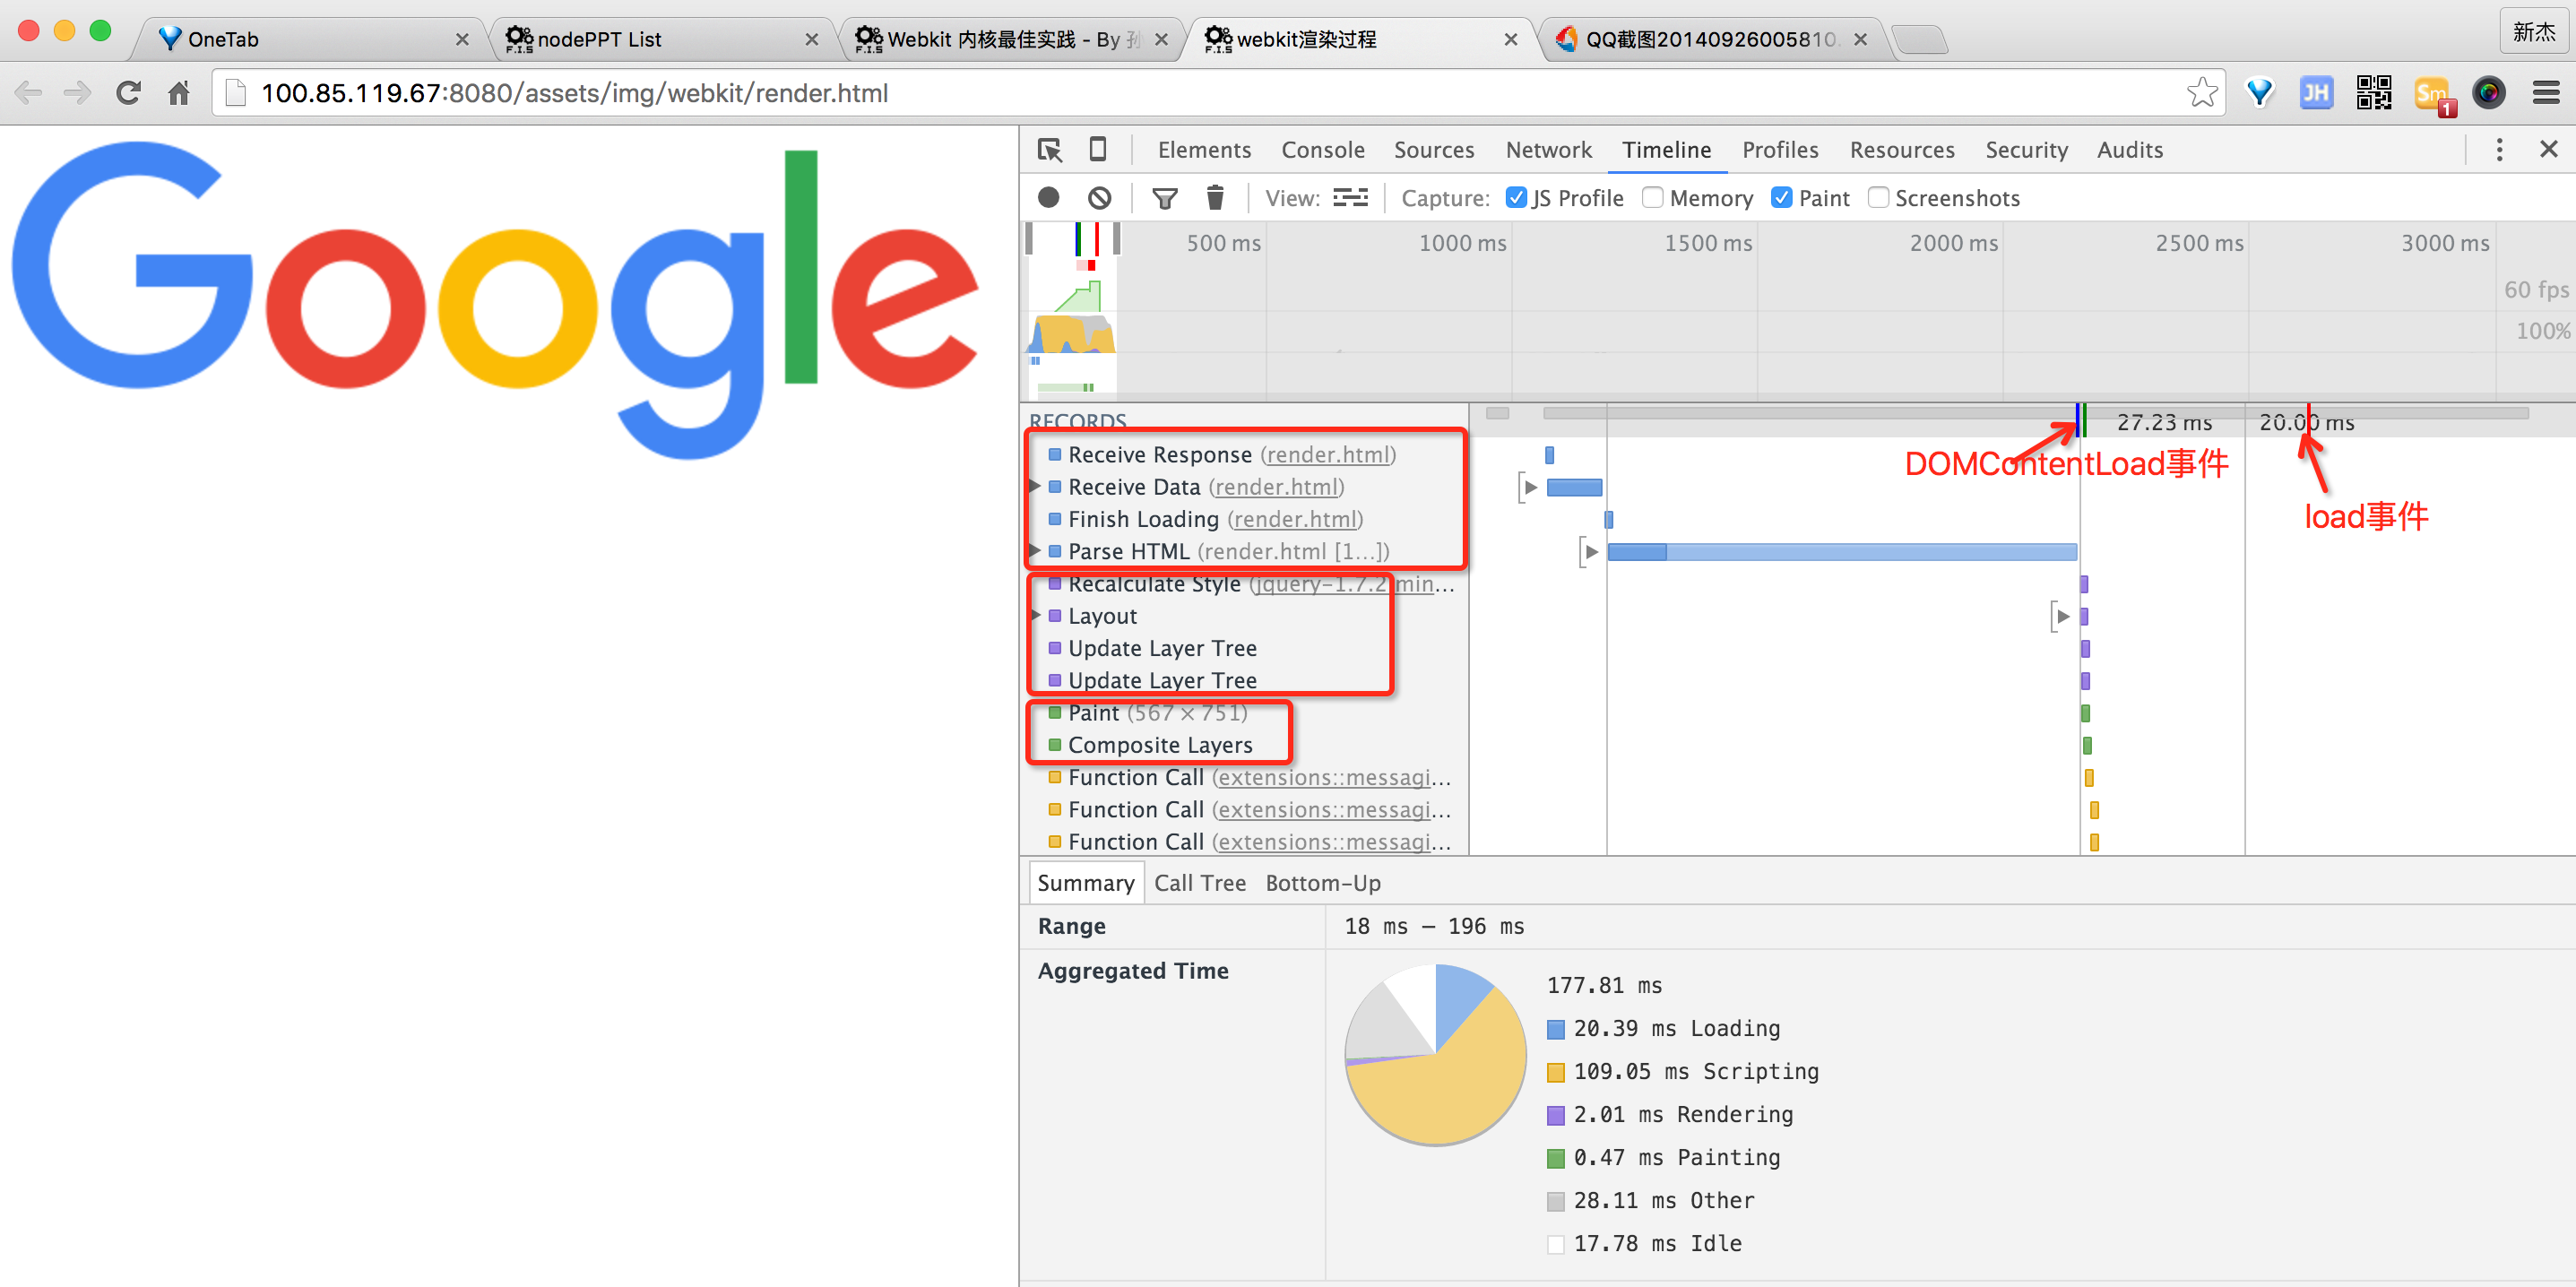 OneTab
nodePPT List
Webkit 内核最佳实践 - By 孙
webkit渲染过程
QQ截图20140926005810.
新杰
100.85.119.67:8080/assets/img/webkit/render.html
JH
Sm
1
Google
Elements Console Sources Network Timeline Profiles Resources Security Audits
View: Capture: JS Profile Memory Paint Screenshots
500 ms 1000 ms 1500 ms 2000 ms 2500 ms 3000 ms
60 fps
100%
RECORDS
27.23 ms 20.00 ms
Receive Response (render.html)
DOMContentLoad事件
Receive Data (render.html)
Finish Loading (render.html)
load事件
Parse HTML (render.html [1...])
Recalculate Style (jquery-1.7.2.min...
Layout
Update Layer Tree
Update Layer Tree
Paint (567 × 751)
Composite Layers
Function Call (extensions::messagi...
Function Call (extensions::messagi...
Function Call (extensions::messagi...
Summary Call Tree Bottom-Up
Range 18 ms – 196 ms
Aggregated Time
177.81 ms
20.39 ms Loading
109.05 ms Scripting
2.01 ms Rendering
0.47 ms Painting
28.11 ms Other
17.78 ms Idle